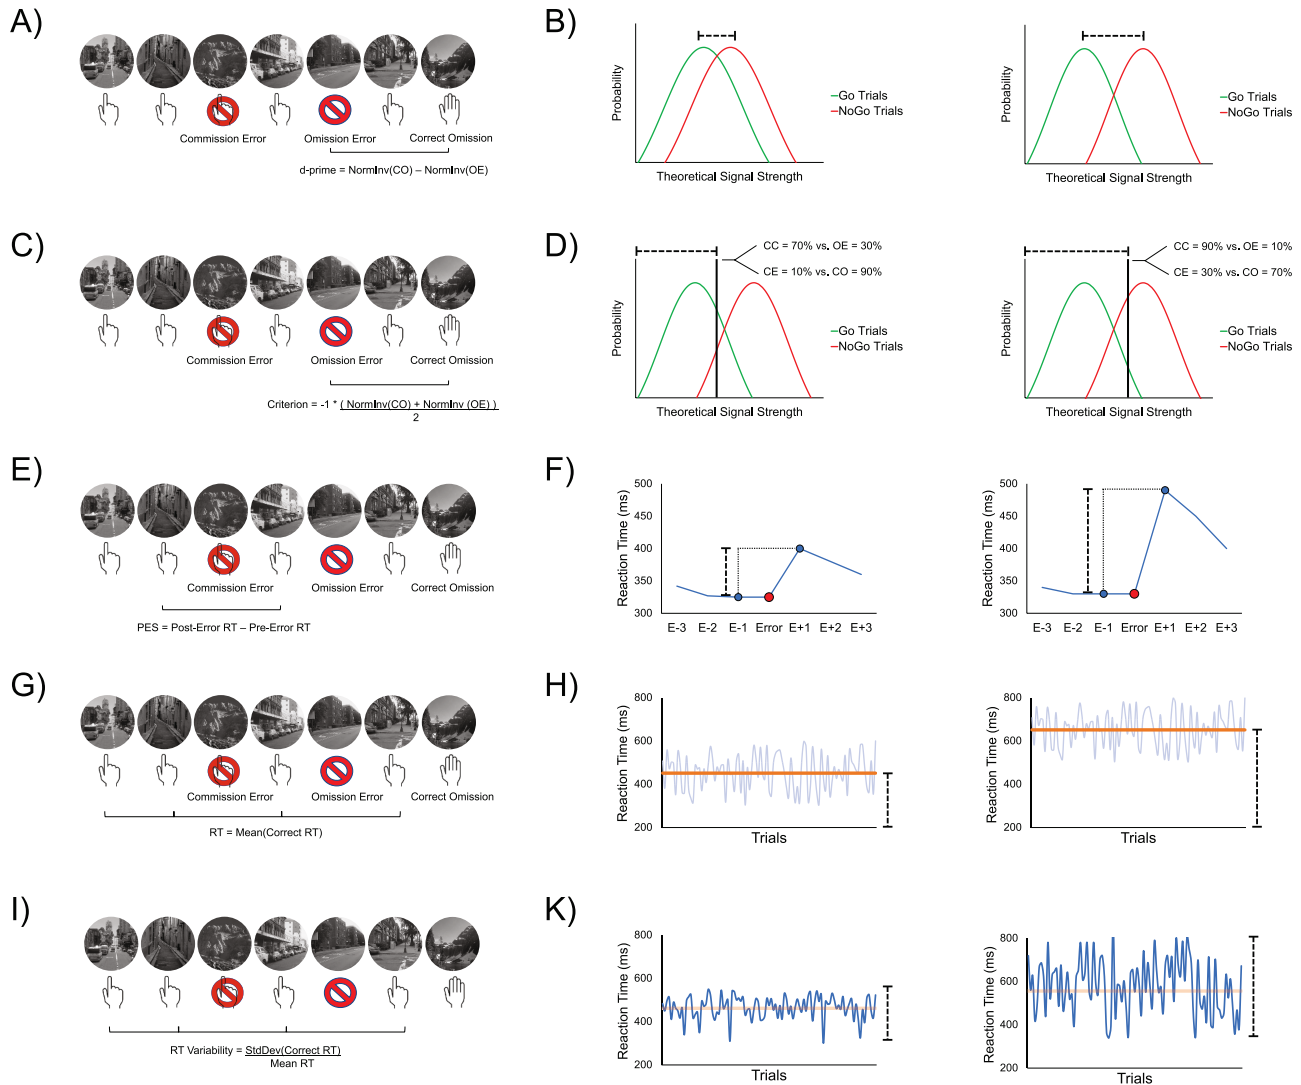 A)
Commission Error
Omission Error
Correct Omission
d-prime = NormInv(CO) – NormInv(OE)
B)
Probability
Go Trials
NoGo Trials
Theoretical Signal Strength
Probability
Go Trials
NoGo Trials
Theoretical Signal Strength
C)
Commission Error
Omission Error
Correct Omission
Criterion = -1 * ( NormInv(CO) + NormInv (OE) )
2
D)
CC = 70% vs. OE = 30%
CE = 10% vs. CO = 90%
Probability
Go Trials
NoGo Trials
Theoretical Signal Strength
CC = 90% vs. OE = 10%
CE = 30% vs. CO = 70%
Probability
Go Trials
NoGo Trials
Theoretical Signal Strength
E)
Commission Error
Omission Error
Correct Omission
PES = Post-Error RT – Pre-Error RT
F)
Reaction Time (ms)
500
450
400
350
300
E-3 E-2 E-1 Error E+1 E+2 E+3
Reaction Time (ms)
500
450
400
350
300
E-3 E-2 E-1 Error E+1 E+2 E+3
G)
Commission Error
Omission Error
Correct Omission
RT = Mean(Correct RT)
H)
Reaction Time (ms)
800
600
400
200
Trials
Reaction Time (ms)
800
600
400
200
Trials
I)
RT Variability = StdDev(Correct RT)
Mean RT
K)
Reaction Time (ms)
800
600
400
200
Trials
Reaction Time (ms)
800
600
400
200
Trials